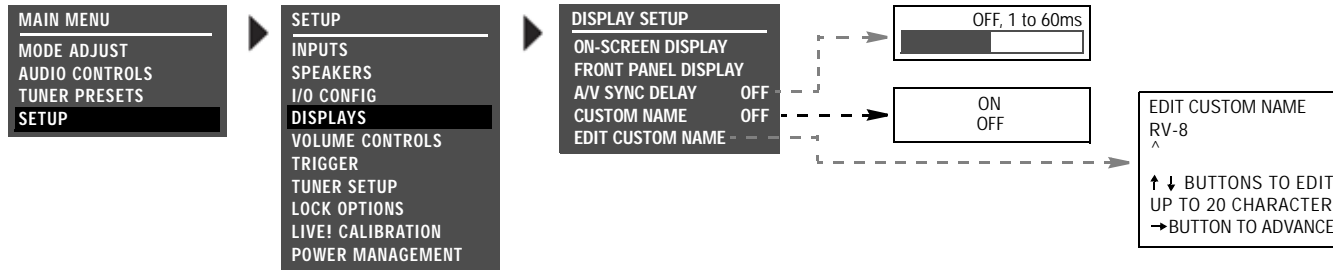 MAIN MENU
MODE ADJUST
AUDIO CONTROLS
TUNER PRESETS
SETUP
SETUP
INPUTS
SPEAKERS
I/O CONFIG
DISPLAYS
VOLUME CONTROLS
TRIGGER
TUNER SETUP
LOCK OPTIONS
LIVE! CALIBRATION
POWER MANAGEMENT
DISPLAY SETUP
ON-SCREEN DISPLAY
FRONT PANEL DISPLAY
A/V SYNC DELAY OFF
CUSTOM NAME OFF
EDIT CUSTOM NAME
OFF, 1 to 60ms
ON
OFF
EDIT CUSTOM NAME
RV-8
^
↑ ↓ BUTTONS TO EDIT
UP TO 20 CHARACTER
→BUTTON TO ADVANCE